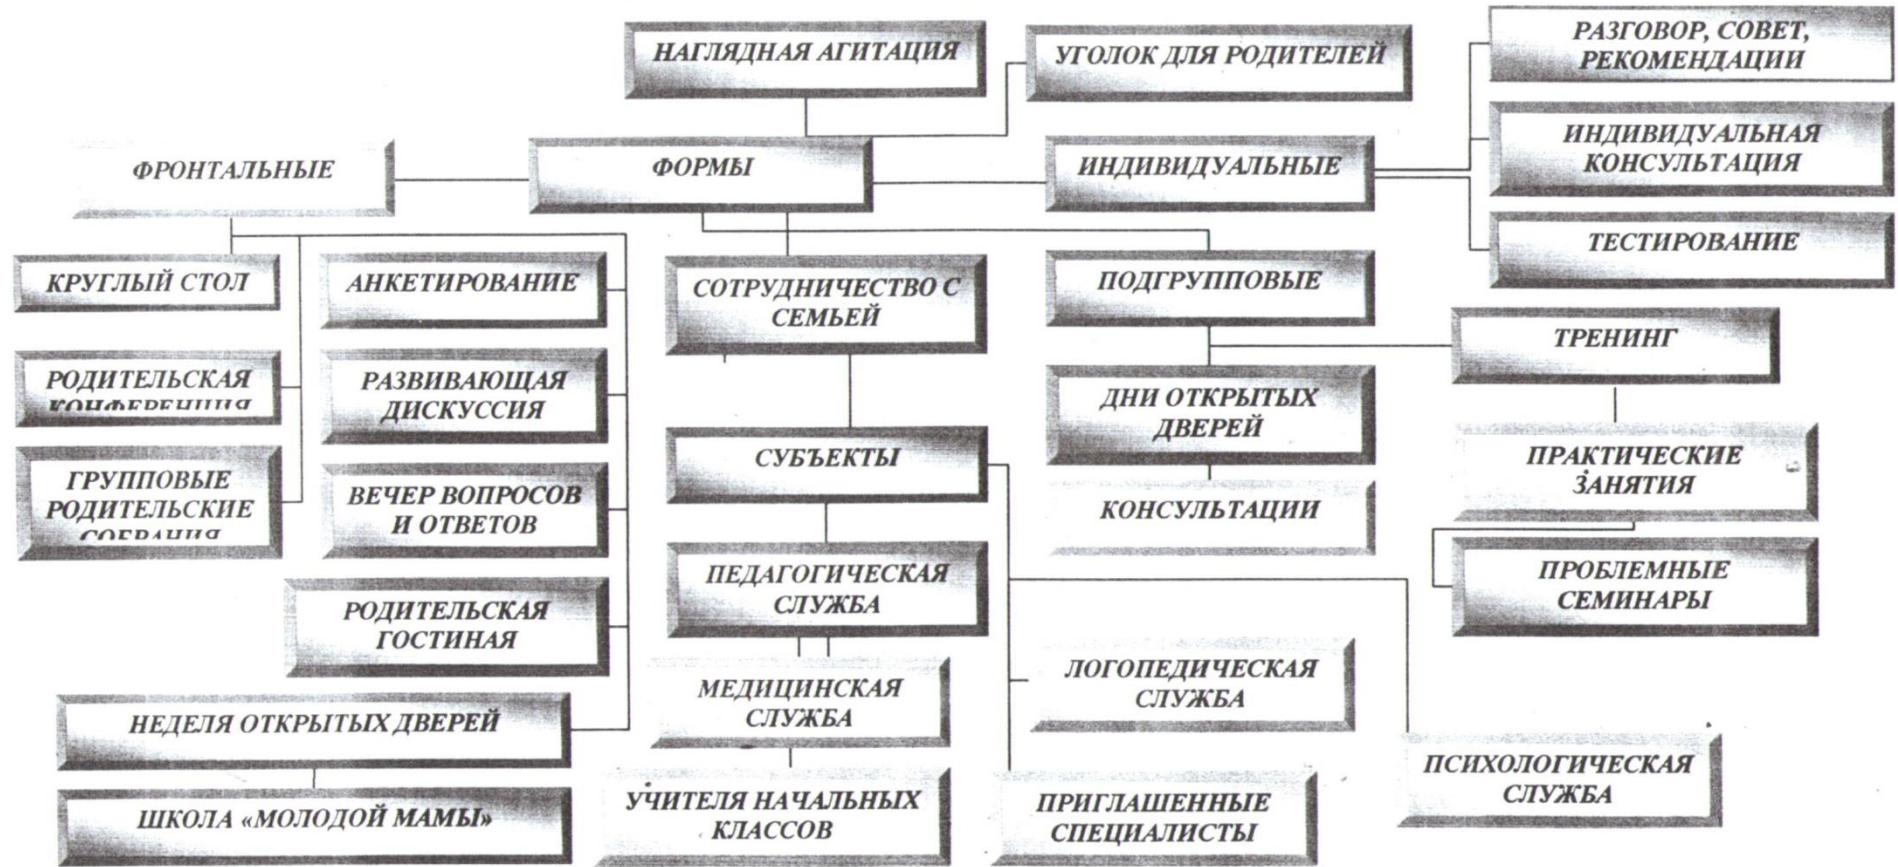 НАГЛЯДНАЯ АГИТАЦИЯ
УГОЛОК ДЛЯ РОДИТЕЛЕЙ
РАЗГОВОР, СОВЕТ,
РЕКОМЕНДАЦИИ
ФРОНТАЛЬНЫЕ
ФОРМЫ
ИНДИВИДУАЛЬНЫЕ
ИНДИВИДУАЛЬНАЯ
КОНСУЛЬТАЦИЯ
ТЕСТИРОВАНИЕ
КРУГЛЫЙ СТОЛ
АНКЕТИРОВАНИЕ
СОТРУДНИЧЕСТВО С
СЕМЬЕЙ
ПОДГРУППОВЫЕ
ТРЕНИНГ
РОДИТЕЛЬСКАЯ
КОНФЕРЕНЦИЯ
РАЗВИВАЮЩАЯ
ДИСКУССИЯ
ДНИ ОТКРЫТЫХ
ДВЕРЕЙ
ГРУППОВЫЕ
РОДИТЕЛЬСКИЕ
СОБРАНИЯ
ВЕЧЕР ВОПРОСОВ
И ОТВЕТОВ
СУБЪЕКТЫ
КОНСУЛЬТАЦИИ
ПРАКТИЧЕСКИЕ
ЗАНЯТИЯ
РОДИТЕЛЬСКАЯ
ГОСТИНАЯ
ПЕДАГОГИЧЕСКАЯ
СЛУЖБА
ПРОБЛЕМНЫЕ
СЕМИНАРЫ
НЕДЕЛЯ ОТКРЫТЫХ ДВЕРЕЙ
МЕДИЦИНСКАЯ
СЛУЖБА
ЛОГОПЕДИЧЕСКАЯ
СЛУЖБА
ШКОЛА «МОЛОДОЙ МАМЫ»
УЧИТЕЛЯ НАЧАЛЬНЫХ
КЛАССОВ
ПРИГЛАШЕННЫЕ
СПЕЦИАЛИСТЫ
ПСИХОЛОГИЧЕСКАЯ
СЛУЖБА